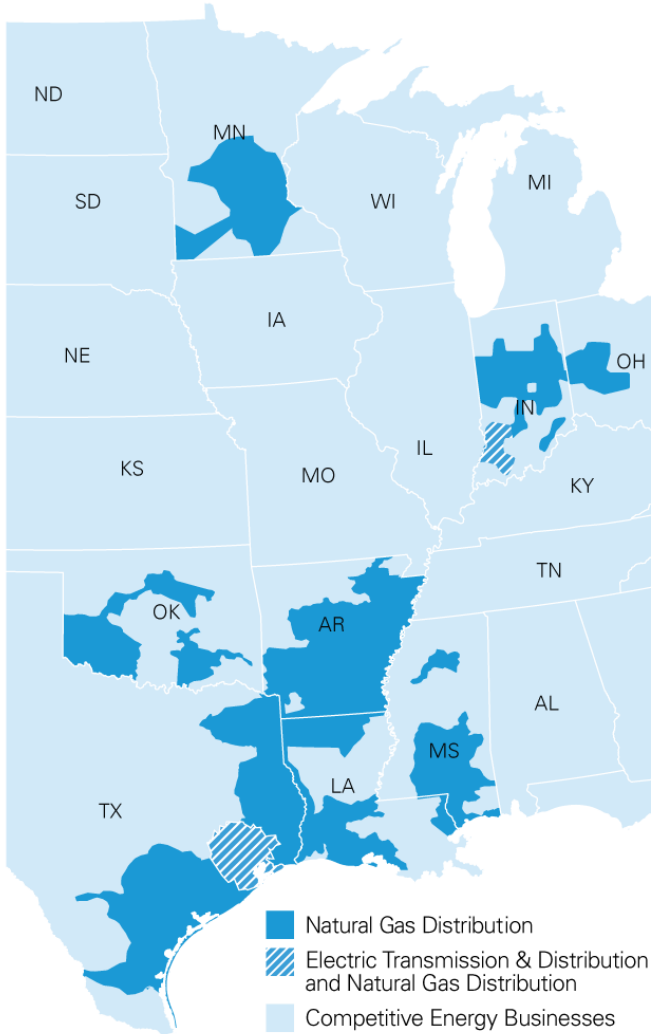 ND
MN
SD
WI
MI
IA
NE
OH
IN
IL
KS
MO
KY
TN
OK
AR
AL
MS
LA
TX
Natural Gas Distribution
Electric Transmission & Distribution
and Natural Gas Distribution
Competitive Energy Businesses